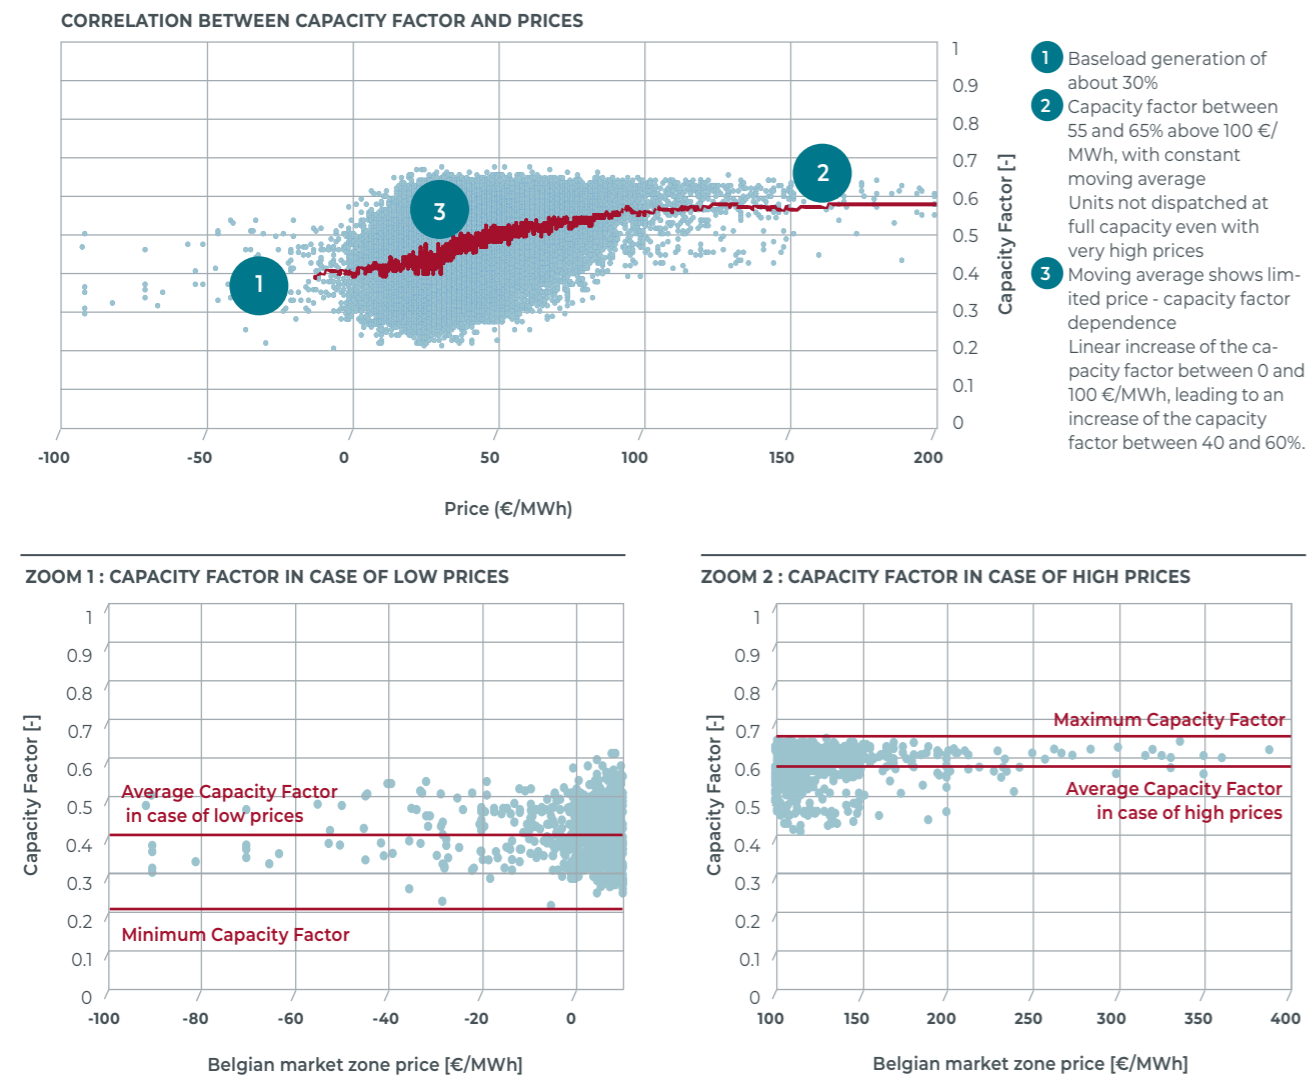 CORRELATION BETWEEN CAPACITY FACTOR AND PRICES
1
0.9
0.8
0.7
0.6
0.5
0.4
0.3
0.2
0.1
0
Capacity Factor [-]
1
2
3
-100
-50
0
50
100
150
200
Price (€/MWh)
1 Baseload generation of
about 30%
2 Capacity factor between
55 and 65% above 100 €/
MWh, with constant
moving average
Units not dispatched at
full capacity even with
very high prices
3 Moving average shows lim-
ited price - capacity factor
dependence
Linear increase of the ca-
pacity factor between 0 and
100 €/MWh, leading to an
increase of the capacity
factor between 40 and 60%.
ZOOM 1 : CAPACITY FACTOR IN CASE OF LOW PRICES
Capacity Factor [-]
1
0.9
0.8
0.7
0.6
0.5
0.4
0.3
0.2
0.1
0
Average Capacity Factor
in case of low prices
Minimum Capacity Factor
-100
-80
-60
-40
-20
0
Belgian market zone price [€/MWh]
ZOOM 2 : CAPACITY FACTOR IN CASE OF HIGH PRICES
Capacity Factor [-]
1
0.9
0.8
0.7
0.6
0.5
0.4
0.3
0.2
0.1
0
Maximum Capacity Factor
Average Capacity Factor
in case of high prices
100
150
200
250
300
350
400
Belgian market zone price [€/MWh]